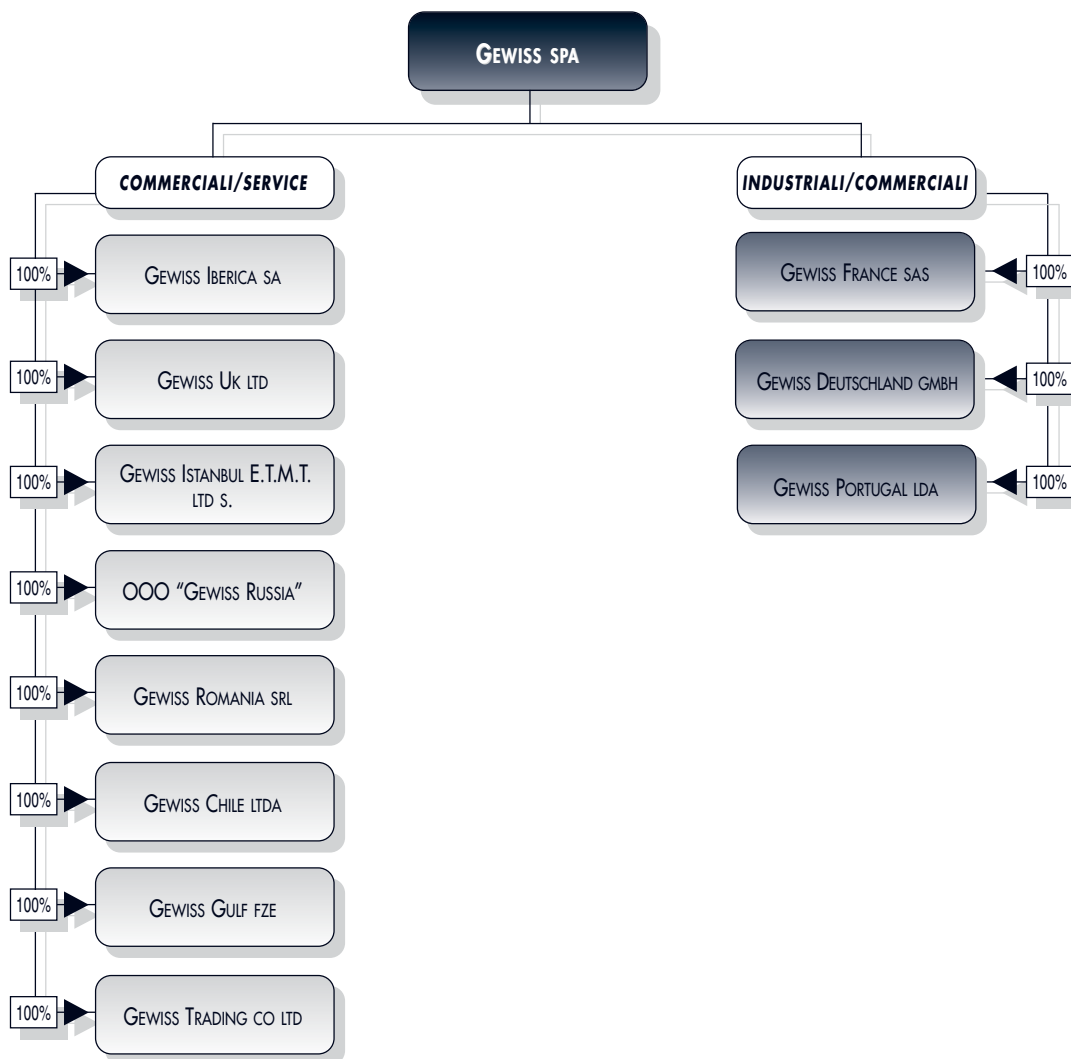 GEWISS SPA
COMMERCIALI/SERVICE
100%
GEWISS IBERICA SA
100%
GEWISS UK LTD
100%
GEWISS ISTANBUL E.T.M.T.
LTD S.
100%
OOO “GEWISS RUSSIA”
100%
GEWISS ROMANIA SRL
100%
GEWISS CHILE LTDA
100%
GEWISS GULF FZE
100%
GEWISS TRADING CO LTD
INDUSTRIALI/COMMERCIALI
GEWISS FRANCE SAS
100%
GEWISS DEUTSCHLAND GMBH
100%
GEWISS PORTUGAL LDA
100%